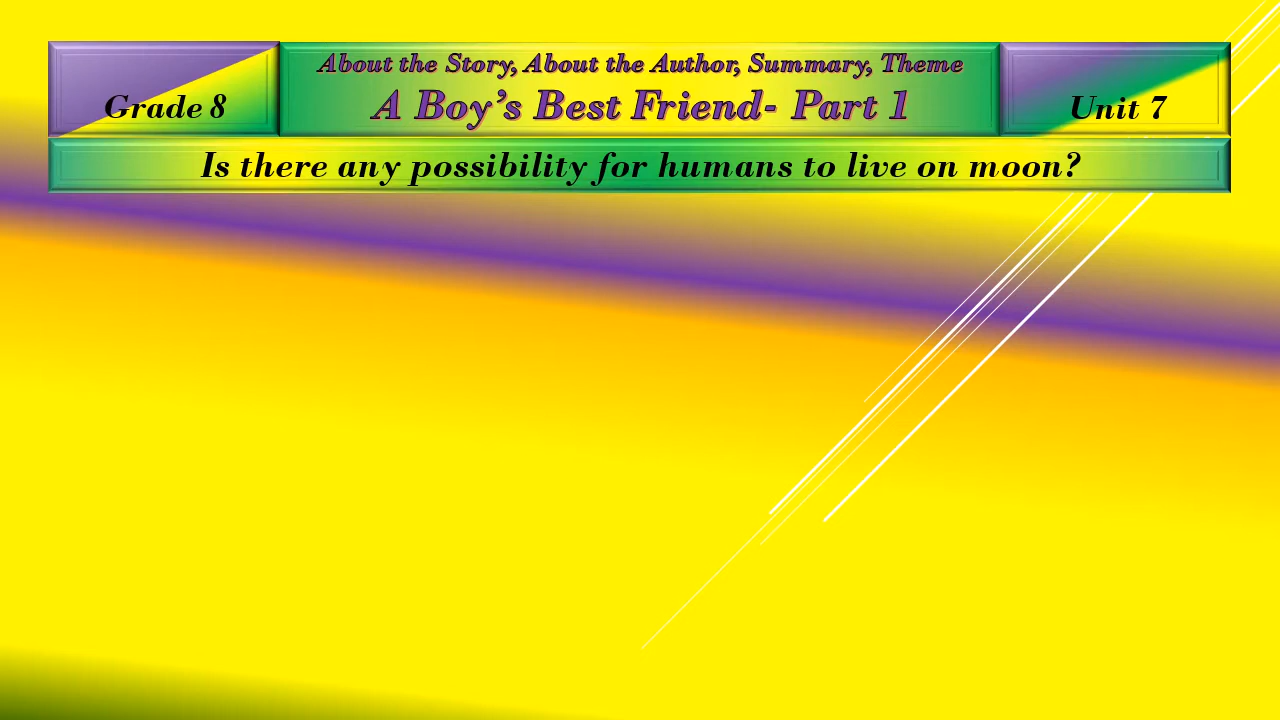 About the Story, About the Author, Summary, Theme
Grade 8
A Boy's Best Friend- Part 1
Unit 7
Is there any possibility for humans to live on moon?